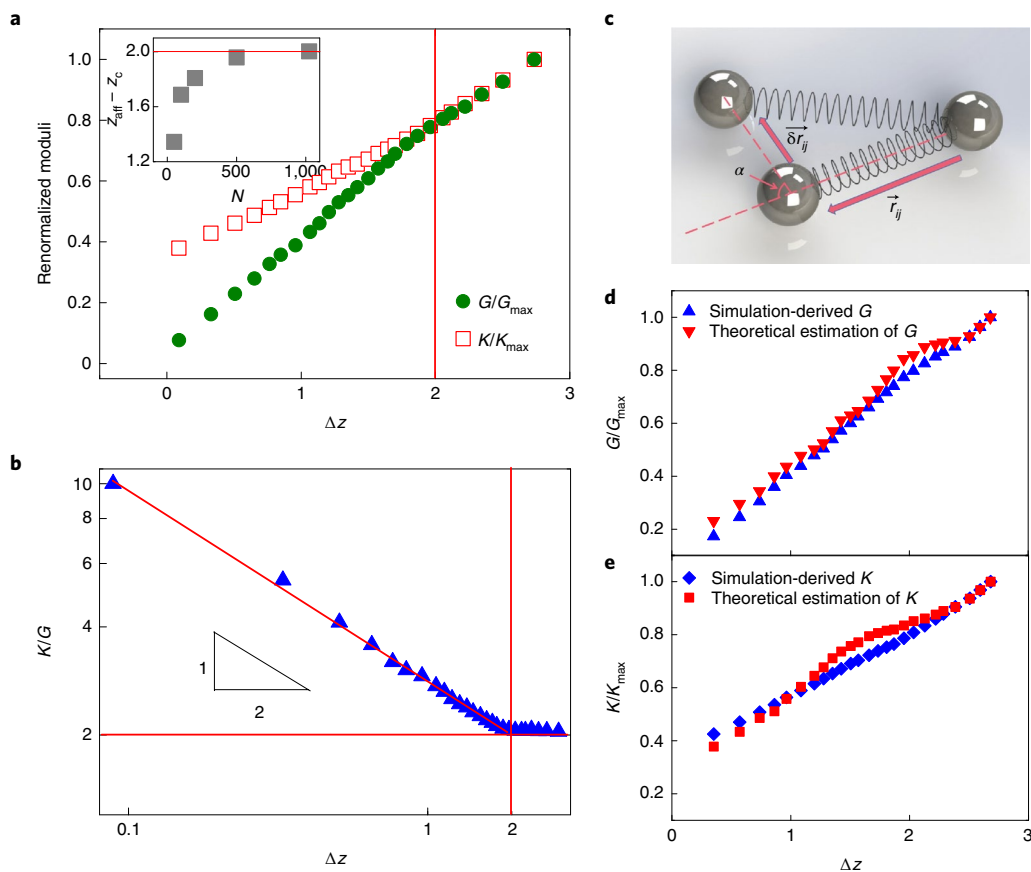 a
Renormalized moduli
1.0
0.8
0.6
0.4
0.2
0
0
1
2
3
Δz
z_aff – z_c
2.0
1.6
1.2
0
500
1,000
N
G/G_max
K/K_max
b
K/G
10
8
6
4
2
1
2
0.1
1
2
Δz
c
δr_ij
α
r_ij
d
Simulation-derived G
Theoretical estimation of G
G/G_max
1.0
0.8
0.6
0.4
0.2
e
Simulation-derived K
Theoretical estimation of K
K/K_max
1.0
0.8
0.6
0.4
0.2
0
1
2
3
Δz